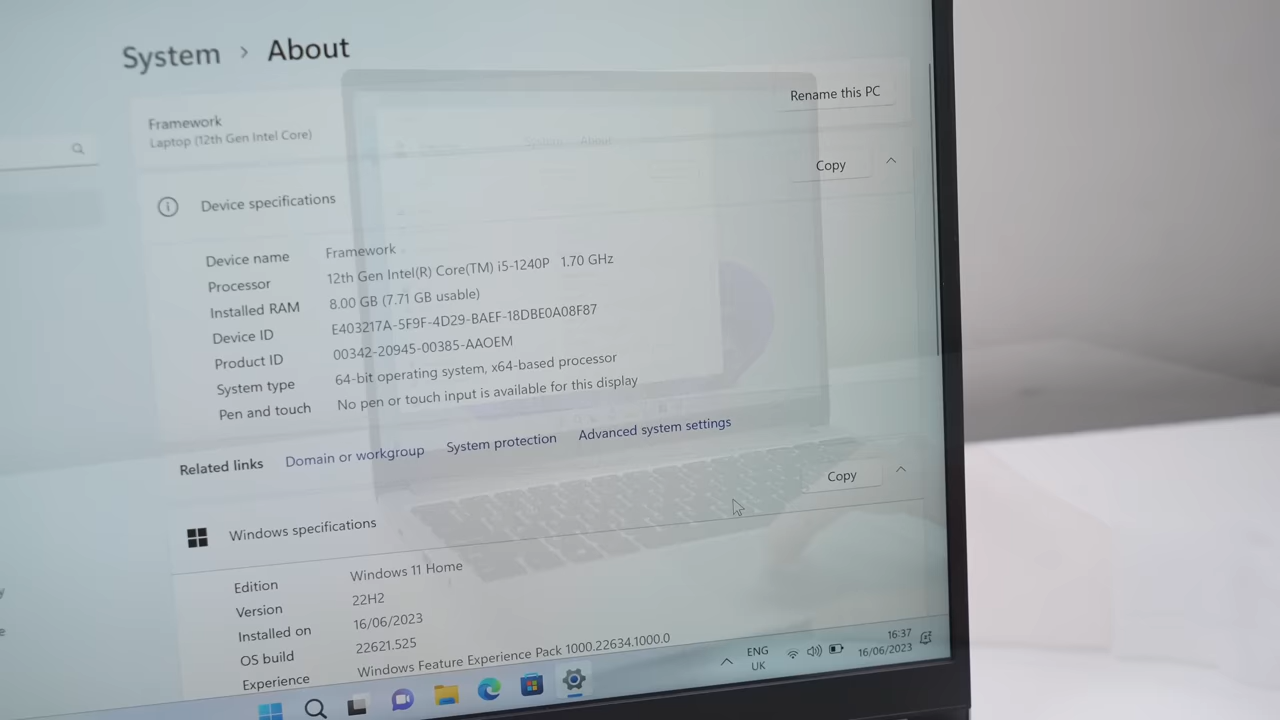 System > About
Rename this PC
Framework
Laptop (12th Gen Intel Core)
Copy
Device specifications
Device name Framework
Processor 12th Gen Intel(R) Core(TM) i5-1240P 1.70 GHz
Installed RAM 8.00 GB (7.71 GB usable)
Device ID E403217A-5F9F-4D29-BAEF-18DBE0A08F87
Product ID 00342-20945-00385-AAOEM
System type 64-bit operating system, x64-based processor
Pen and touch No pen or touch input is available for this display
Related links Domain or workgroup System protection Advanced system settings
Copy
Windows specifications
Edition Windows 11 Home
Version 22H2
Installed on 16/06/2023
OS build 22621.525
Experience Windows Feature Experience Pack 1000.22634.1000.0
ENG
UK
16:37
16/06/2023